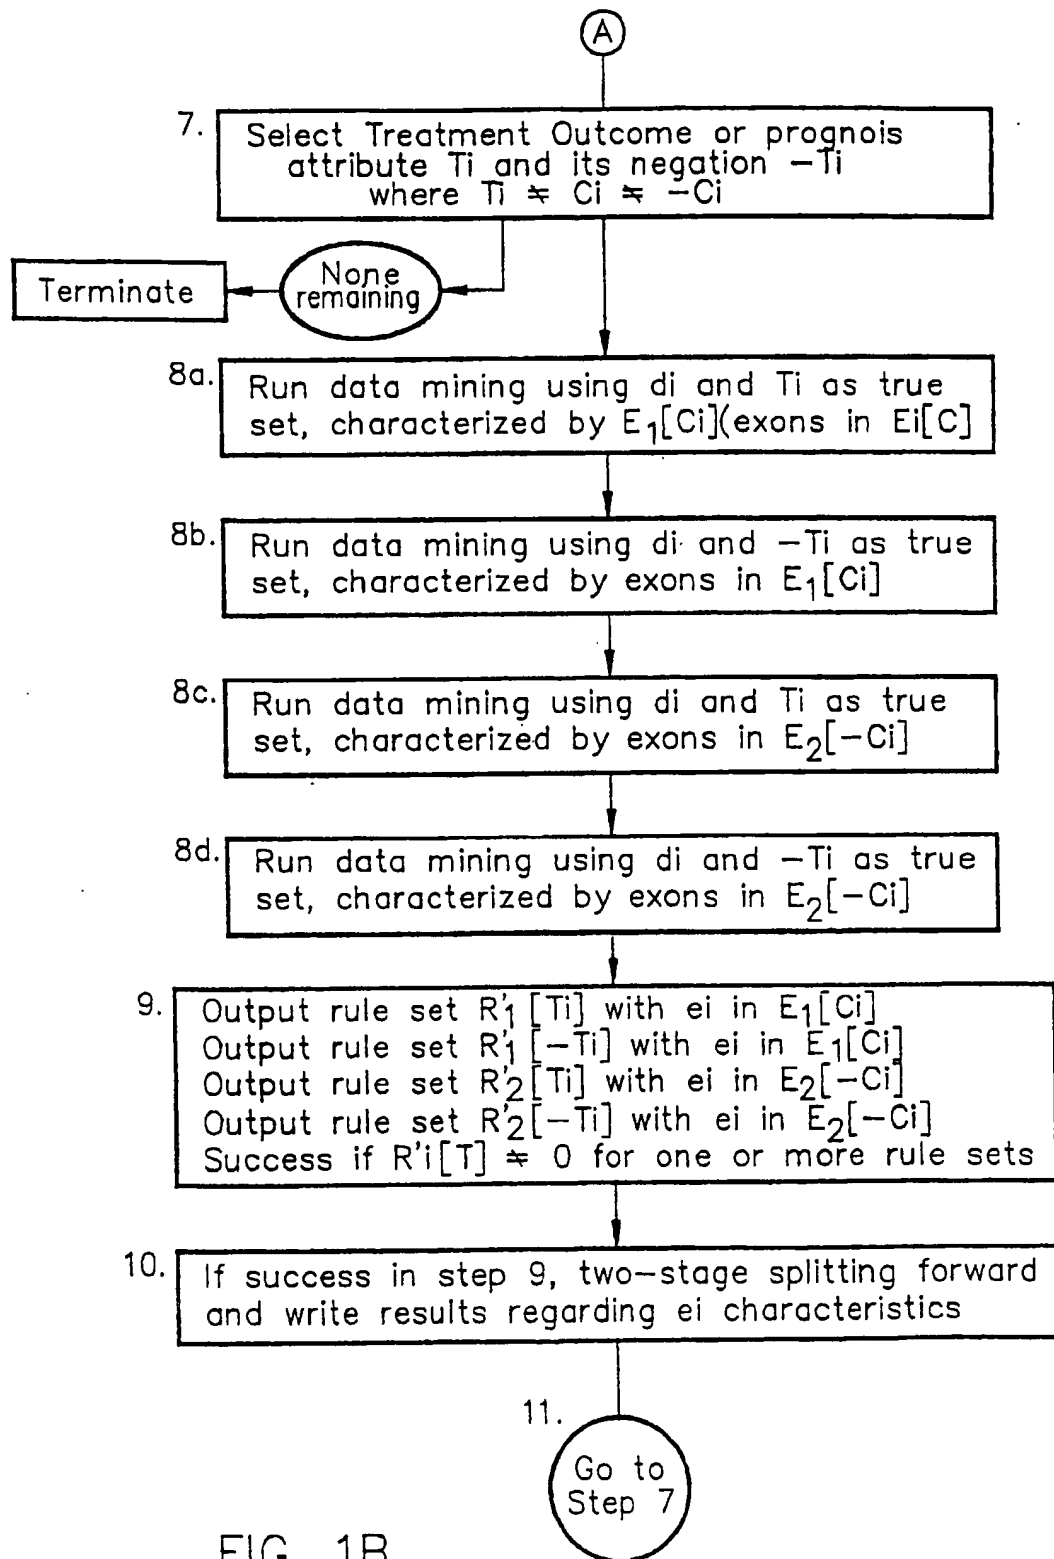 A
7.
Select Treatment Outcome or prognois
attribute Ti and its negation −Ti
where Ti ≠ Ci ≠ −Ci
None
remaining
Terminate
8a.
Run data mining using di and Ti as true
set, characterized by E₁[Ci](exons in Ei[C]
8b.
Run data mining using di and −Ti as true
set, characterized by exons in E₁[Ci]
8c.
Run data mining using di and Ti as true
set, characterized by exons in E₂[−Ci]
8d.
Run data mining using di and −Ti as true
set, characterized by exons in E₂[−Ci]
9.
Output rule set R'₁[Ti] with ei in E₁[Ci]
Output rule set R'₁[−Ti] with ei in E₁[Ci]
Output rule set R'₂[Ti] with ei in E₂[−Ci]
Output rule set R'₂[−Ti] with ei in E₂[−Ci]
Success if R'i[T] ≠ 0 for one or more rule sets
10.
If success in step 9, two−stage splitting forward
and write results regarding ei characteristics
11.
Go to
Step 7
FIG. 1B